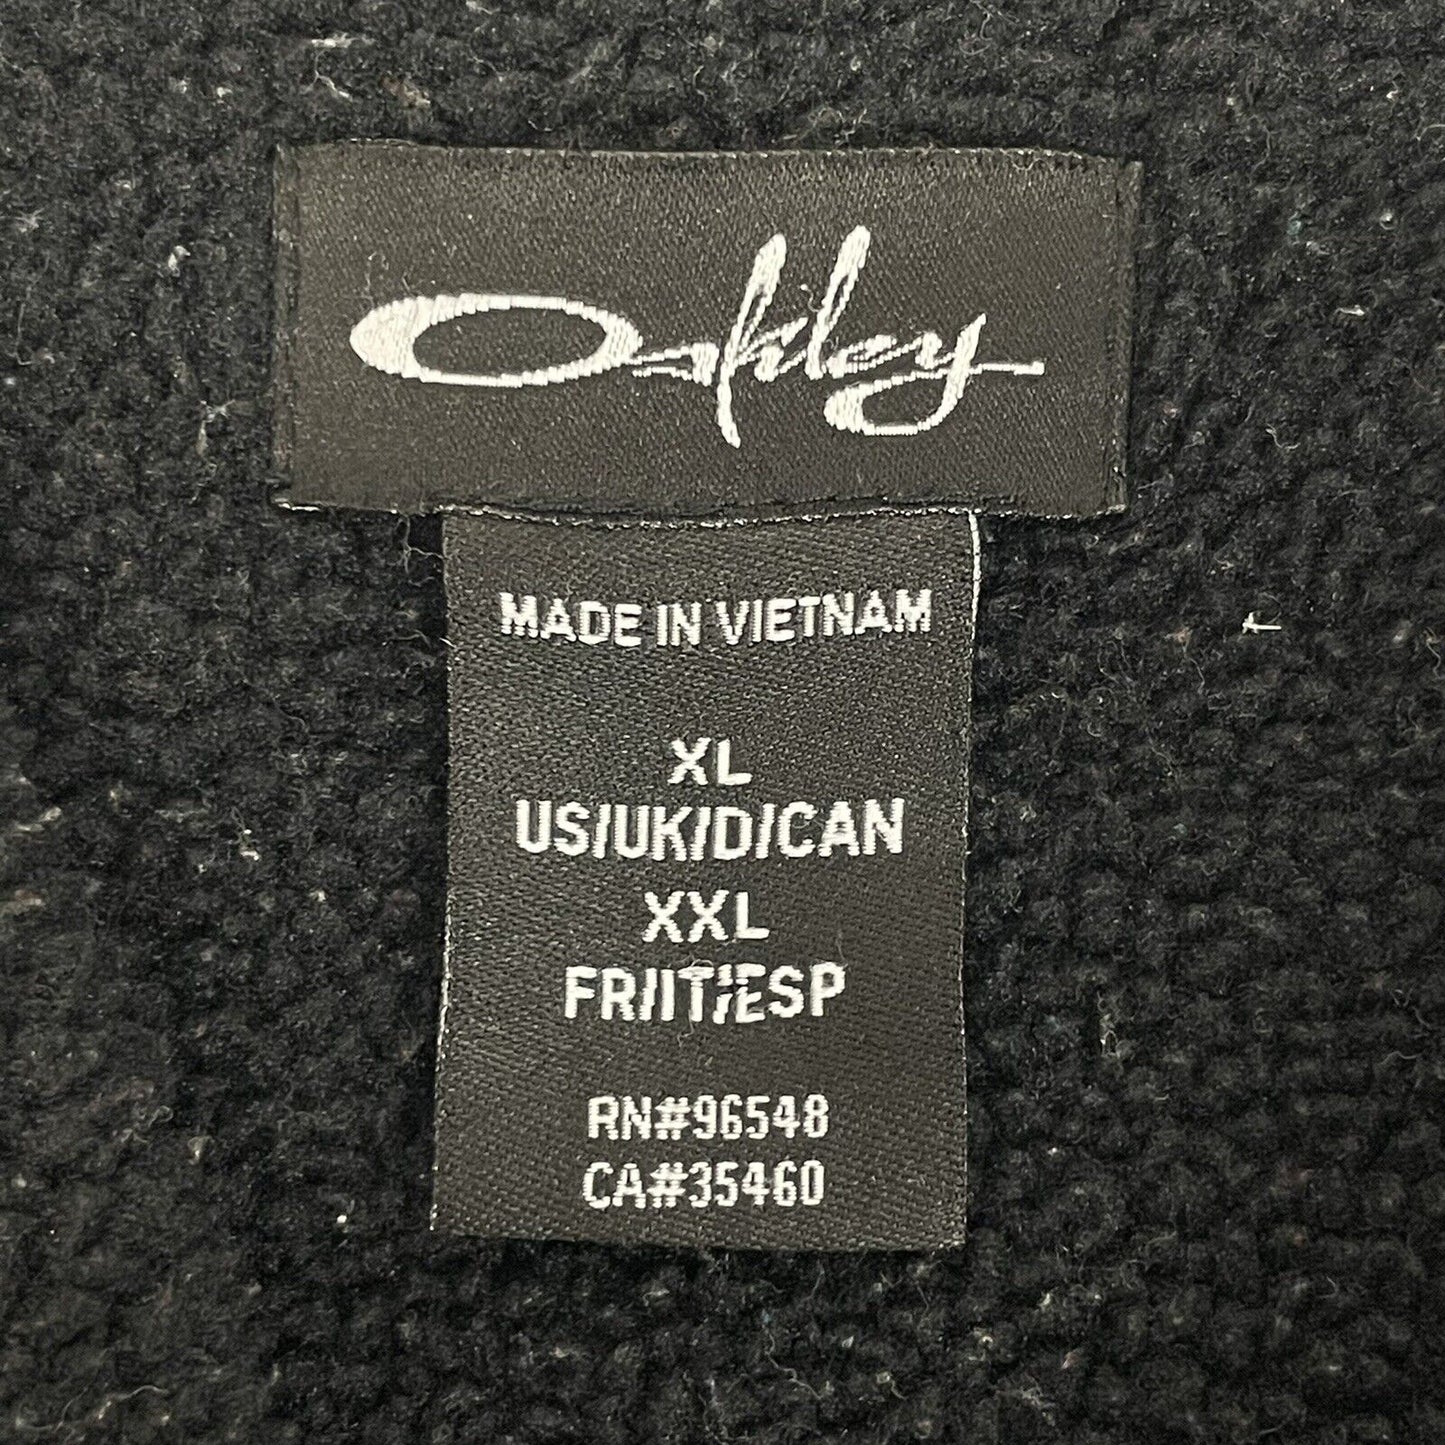 Oakley
MADE IN VIETNAM
XL
US/UK/D/CAN
XXL
FR/IT/ESP
RN#96548
CA#35460